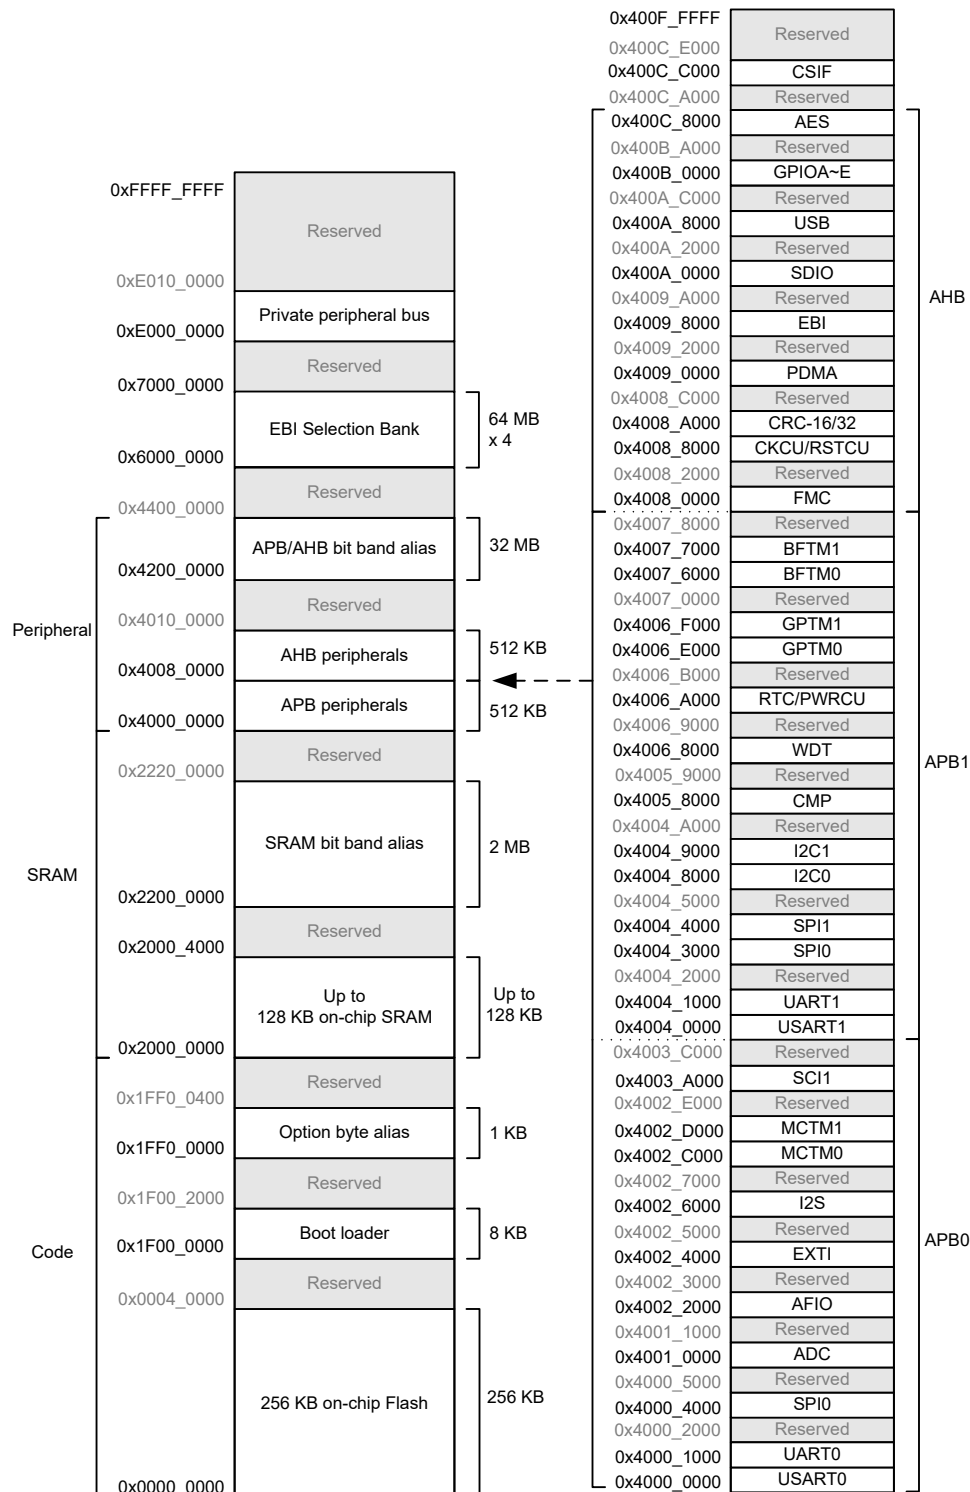 0xFFFF_FFFF
Reserved
0xE010_0000
Private peripheral bus
0xE000_0000
Reserved
0x7000_0000
EBI Selection Bank
64 MB
x 4
0x6000_0000
Reserved
0x4400_0000
APB/AHB bit band alias
32 MB
0x4200_0000
Reserved
0x4010_0000
Peripheral
AHB peripherals
512 KB
0x4008_0000
APB peripherals
512 KB
0x4000_0000
Reserved
0x2220_0000
SRAM bit band alias
2 MB
SRAM
0x2200_0000
Reserved
0x2000_4000
Up to
128 KB on-chip SRAM
Up to
128 KB
0x2000_0000
Reserved
0x1FF0_0400
Option byte alias
1 KB
0x1FF0_0000
Reserved
0x1F00_2000
Boot loader
8 KB
Code
0x1F00_0000
Reserved
0x0004_0000
256 KB on-chip Flash
256 KB
0x0000_0000
0x400F_FFFF
Reserved
0x400C_E000
0x400C_C000 CSIF
0x400C_A000 Reserved
0x400C_8000 AES
0x400B_A000 Reserved
0x400B_0000 GPIOA~E
0x400A_C000 Reserved
0x400A_8000 USB
0x400A_2000 Reserved
0x400A_0000 SDIO
0x4009_A000 Reserved
AHB
0x4009_8000 EBI
0x4009_2000 Reserved
0x4009_0000 PDMA
0x4008_C000 Reserved
0x4008_A000 CRC-16/32
0x4008_8000 CKCU/RSTCU
0x4008_2000 Reserved
0x4008_0000 FMC
0x4007_8000 Reserved
0x4007_7000 BFTM1
0x4007_6000 BFTM0
0x4007_0000 Reserved
0x4006_F000 GPTM1
0x4006_E000 GPTM0
0x4006_B000 Reserved
0x4006_A000 RTC/PWRCU
0x4006_9000 Reserved
0x4006_8000 WDT
APB1
0x4005_9000 Reserved
0x4005_8000 CMP
0x4004_A000 Reserved
0x4004_9000 I2C1
0x4004_8000 I2C0
0x4004_5000 Reserved
0x4004_4000 SPI1
0x4004_3000 SPI0
0x4004_2000 Reserved
0x4004_1000 UART1
0x4004_0000 USART1
0x4003_C000 Reserved
0x4003_A000 SCI1
0x4002_E000 Reserved
0x4002_D000 MCTM1
0x4002_C000 MCTM0
0x4002_7000 Reserved
0x4002_6000 I2S
0x4002_5000 Reserved
APB0
0x4002_4000 EXTI
0x4002_3000 Reserved
0x4002_2000 AFIO
0x4001_1000 Reserved
0x4001_0000 ADC
0x4000_5000 Reserved
0x4000_4000 SPI0
0x4000_2000 Reserved
0x4000_1000 UART0
0x4000_0000 USART0